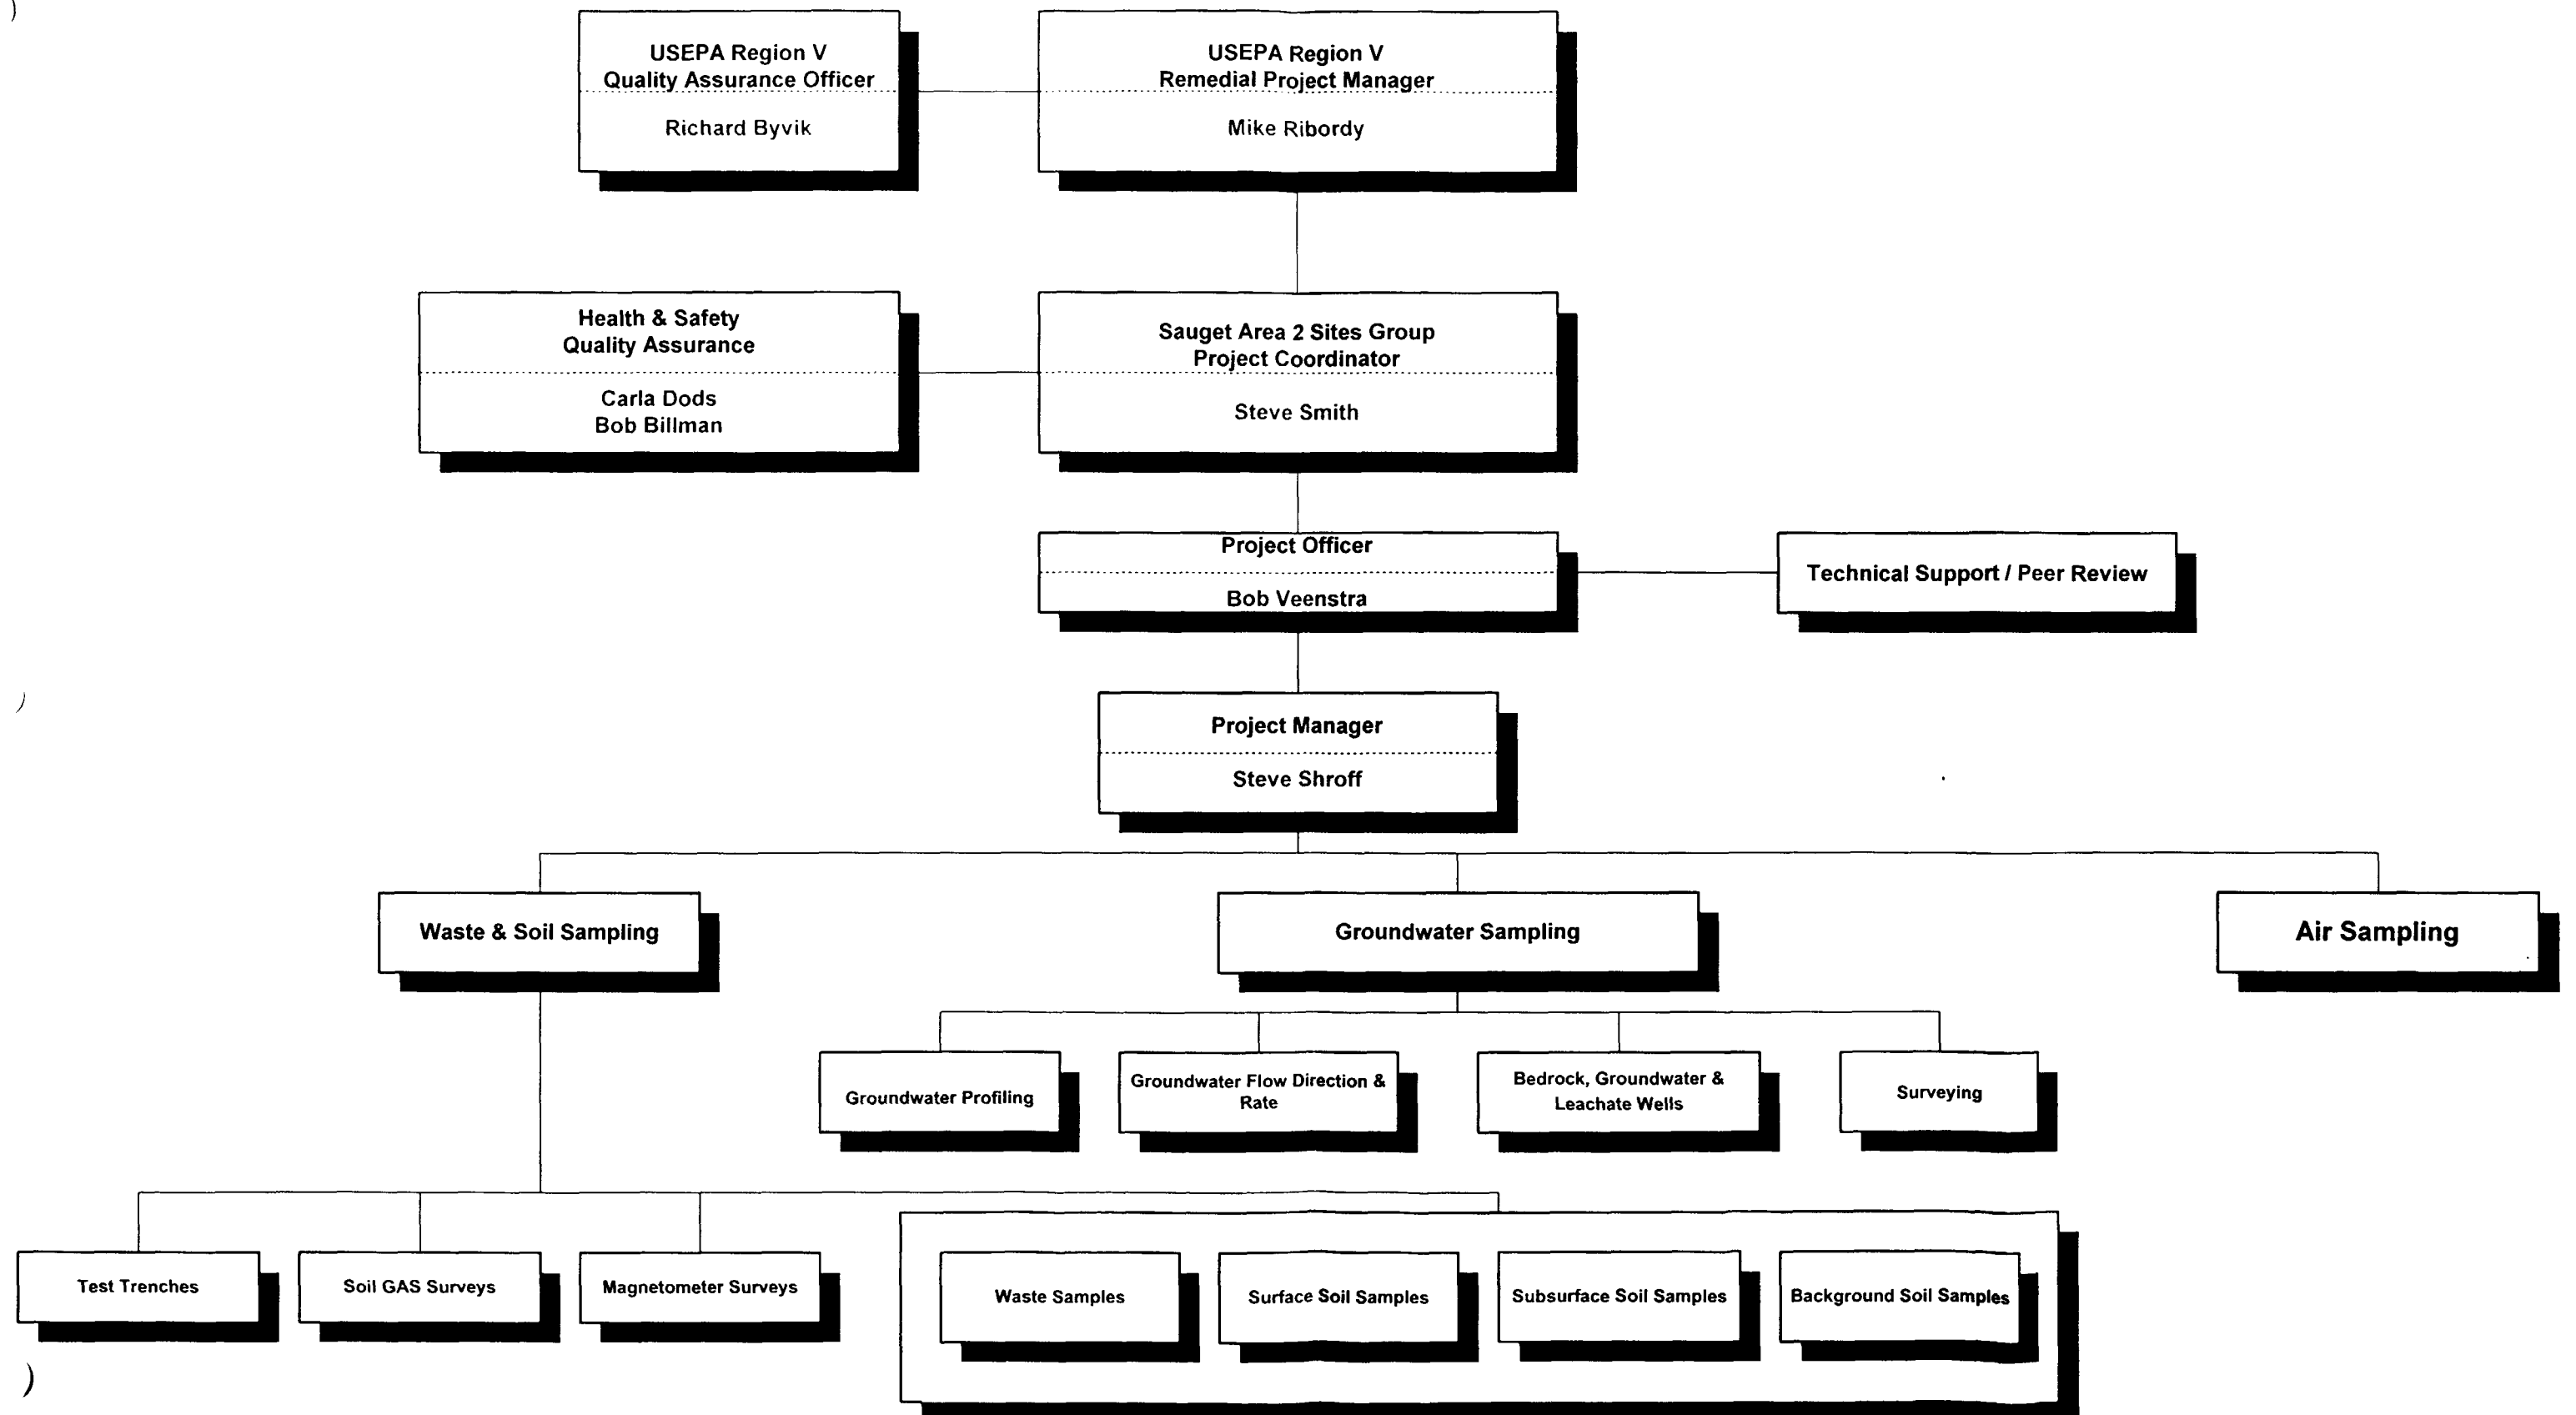 USEPA Region V
Quality Assurance Officer
Richard Byvik
USEPA Region V
Remedial Project Manager
Mike Ribordy
Health & Safety
Quality Assurance
Carla Dods
Bob Billman
Sauget Area 2 Sites Group
Project Coordinator
Steve Smith
Project Officer
Bob Veenstra
Technical Support / Peer Review
Project Manager
Steve Shroff
Waste & Soil Sampling
Groundwater Sampling
Air Sampling
Groundwater Profiling
Groundwater Flow Direction &
Rate
Bedrock, Groundwater &
Leachate Wells
Surveying
Test Trenches
Soil GAS Surveys
Magnetometer Surveys
Waste Samples
Surface Soil Samples
Subsurface Soil Samples
Background Soil Samples